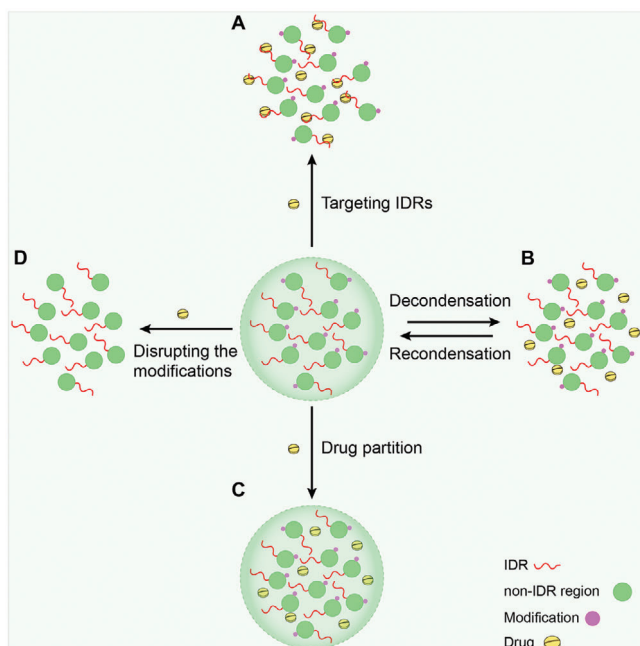 A
Targeting IDRs
D
B
Decondensation
Disrupting the
modifications
Recondensation
Drug partition
C
IDR
non-IDR region
Modification
Drug